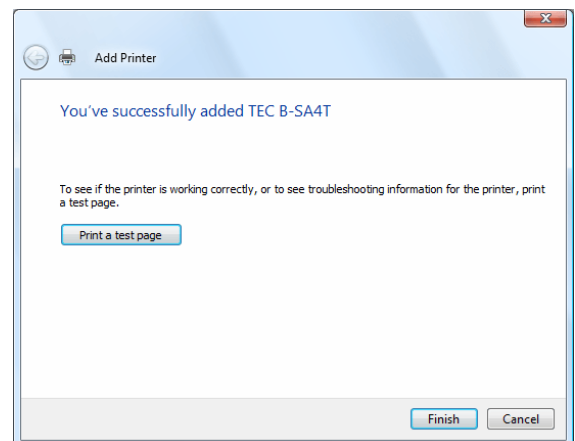 Add Printer
You've successfully added TEC B-SA4T
To see if the printer is working correctly, or to see troubleshooting information for the printer, print
a test page.
Print a test page
Finish Cancel